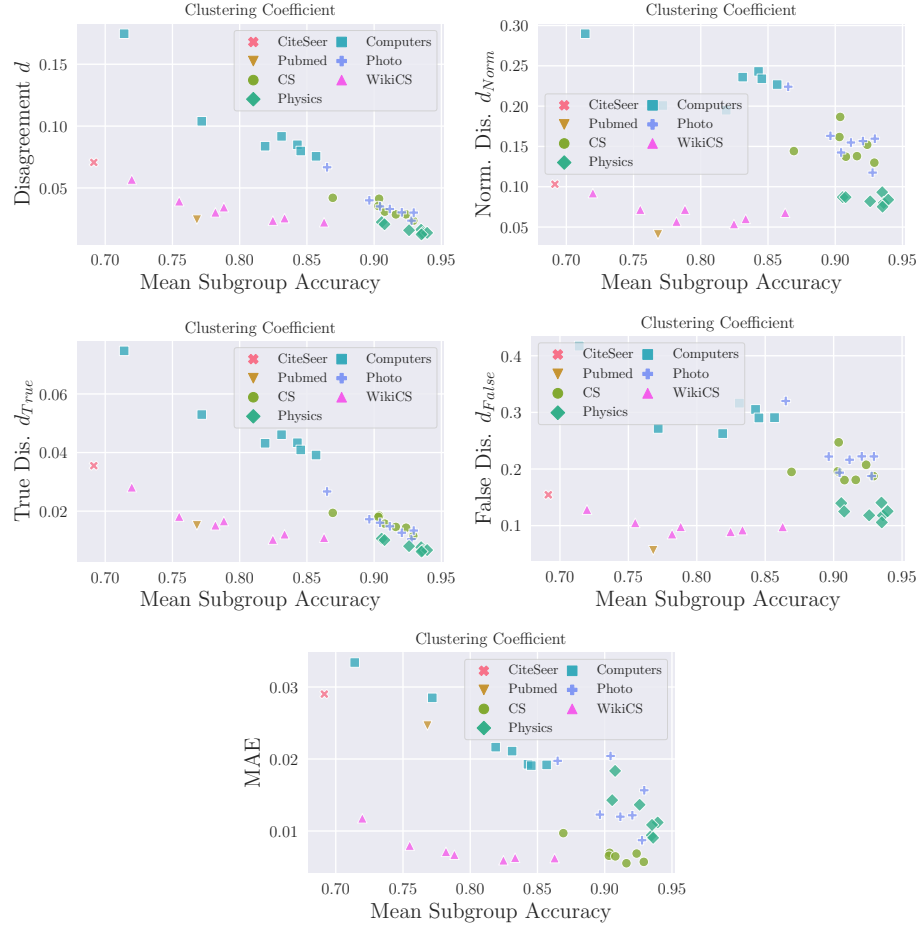 Clustering Coefficient
Disagreement d
0.15
0.10
0.05
CiteSeer
Pubmed
CS
Physics
Computers
Photo
WikiCS
0.70 0.75 0.80 0.85 0.90 0.95
Mean Subgroup Accuracy
Clustering Coefficient
Norm. Dis. d_Norm
0.30
0.25
0.20
0.15
0.10
0.05
CiteSeer
Pubmed
CS
Physics
Computers
Photo
WikiCS
0.70 0.75 0.80 0.85 0.90 0.95
Mean Subgroup Accuracy
Clustering Coefficient
True Dis. d_True
0.06
0.04
0.02
CiteSeer
Pubmed
CS
Physics
Computers
Photo
WikiCS
0.70 0.75 0.80 0.85 0.90 0.95
Mean Subgroup Accuracy
Clustering Coefficient
False Dis. d_False
0.4
0.3
0.2
0.1
CiteSeer
Pubmed
CS
Physics
Computers
Photo
WikiCS
0.70 0.75 0.80 0.85 0.90 0.95
Mean Subgroup Accuracy
Clustering Coefficient
MAE
0.03
0.02
0.01
CiteSeer
Pubmed
CS
Physics
Computers
Photo
WikiCS
0.70 0.75 0.80 0.85 0.90 0.95
Mean Subgroup Accuracy